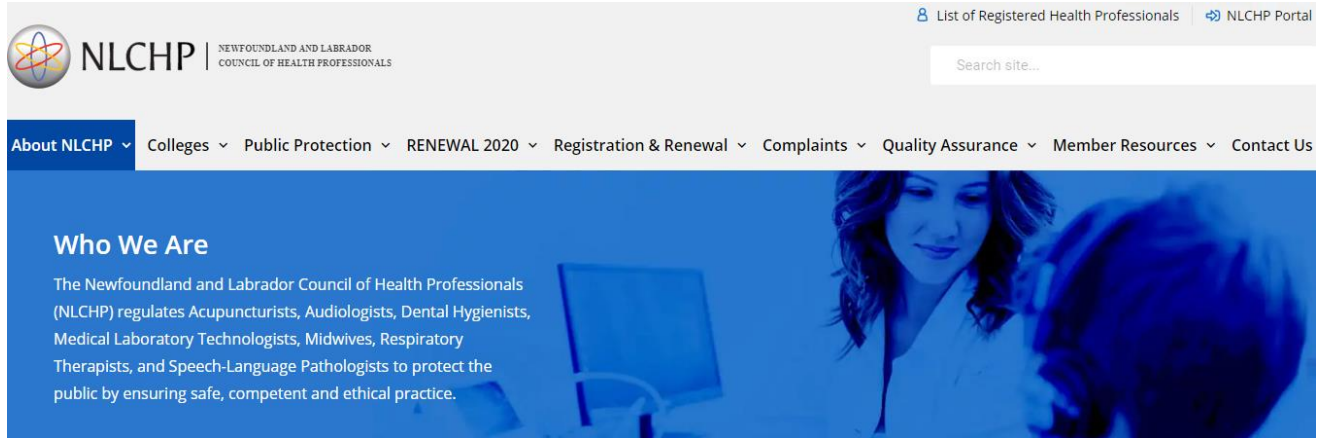 List of Registered Health Professionals NLCHP Portal
NLCHP NEWFOUNDLAND AND LABRADOR
COUNCIL OF HEALTH PROFESSIONALS
Search site...
About NLCHP Colleges Public Protection RENEWAL 2020 Registration & Renewal Complaints Quality Assurance Member Resources Contact Us
Who We Are
The Newfoundland and Labrador Council of Health Professionals
(NLCHP) regulates Acupuncturists, Audiologists, Dental Hygienists,
Medical Laboratory Technologists, Midwives, Respiratory
Therapists, and Speech-Language Pathologists to protect the
public by ensuring safe, competent and ethical practice.